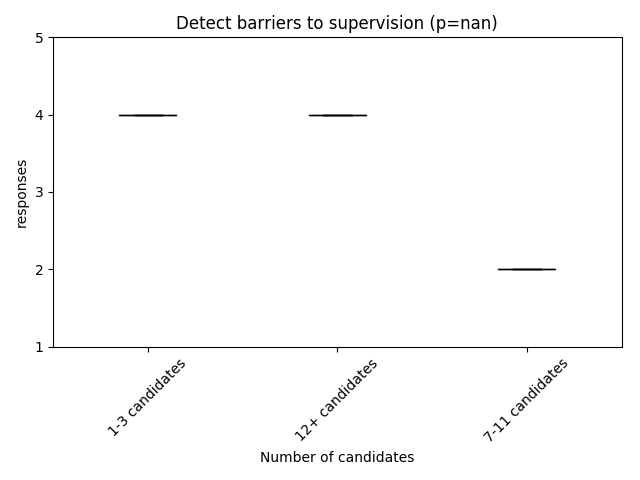 Detect barriers to supervision (p=nan)
5
4
3
2
1
responses
1-3 candidates
12+ candidates
7-11 candidates
Number of candidates